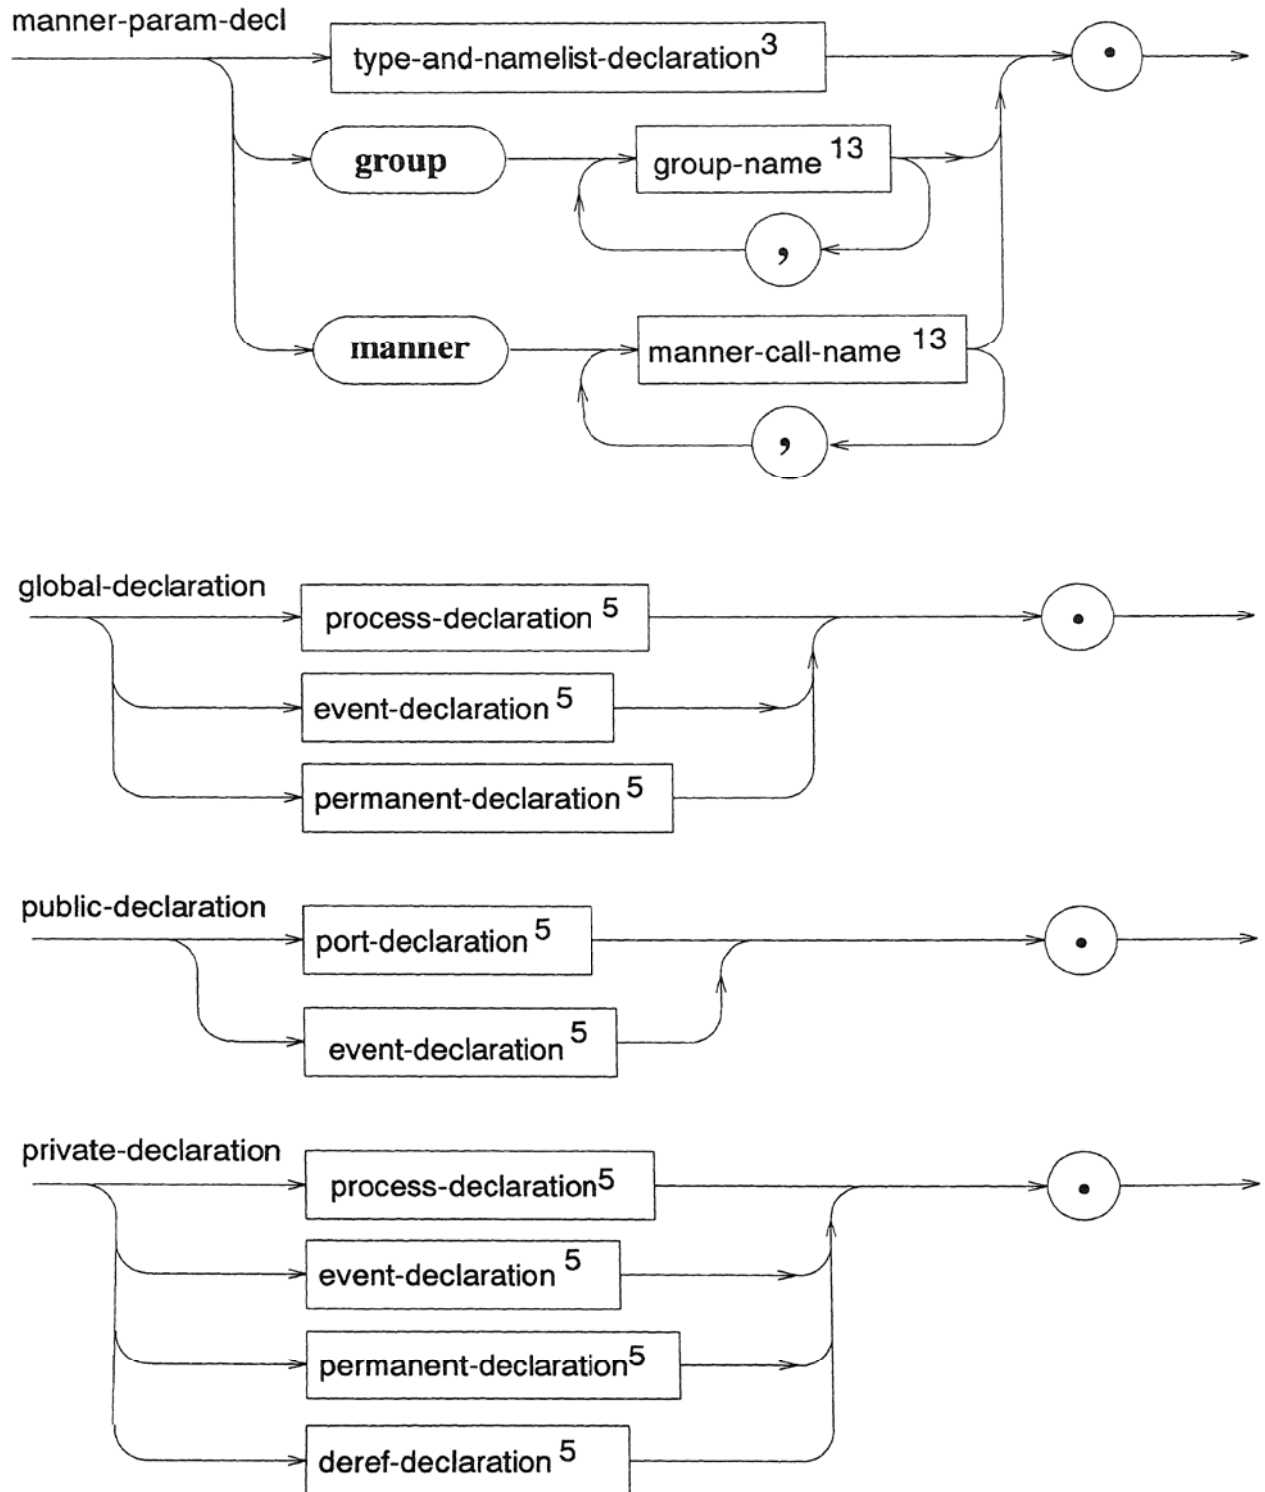 manner-param-decl
type-and-namelist-declaration3 .
group group-name 13
,
manner manner-call-name 13
,
global-declaration
process-declaration 5 .
event-declaration 5
permanent-declaration 5
public-declaration
port-declaration 5 .
event-declaration 5
private-declaration
process-declaration5 .
event-declaration 5
permanent-declaration5
deref-declaration 5